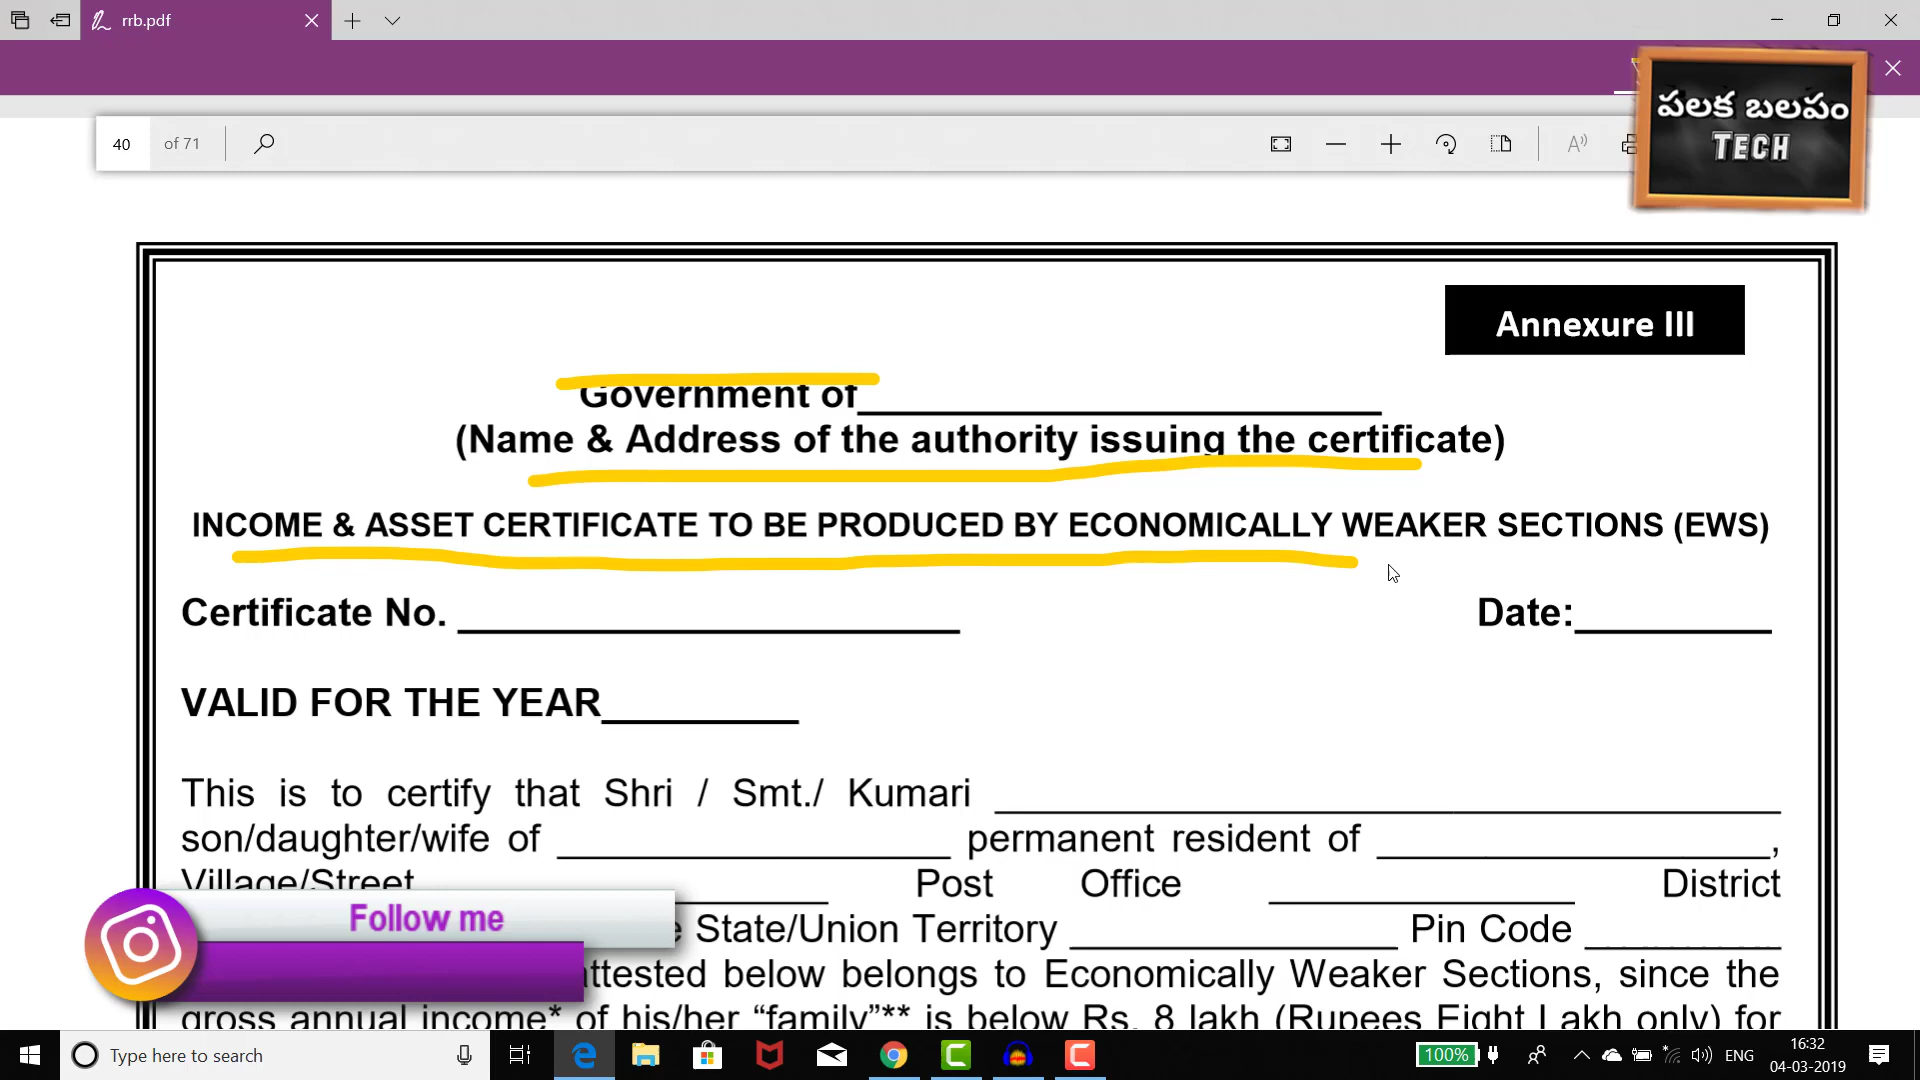 rrb.pdf
పలక బలపం
TECH
40 of 71
Annexure III
Government of
(Name & Address of the authority issuing the certificate)
INCOME & ASSET CERTIFICATE TO BE PRODUCED BY ECONOMICALLY WEAKER SECTIONS (EWS)
Certificate No. Date:
VALID FOR THE YEAR
This is to certify that Shri / Smt./ Kumari
son/daughter/wife of permanent resident of ,
Village/Street Post Office District
State/Union Territory Pin Code
attested below belongs to Economically Weaker Sections, since the
gross annual income* of his/her “family”** is below Rs. 8 lakh (Rupees Eight Lakh only) for
Follow me
Type here to search
100%
ENG
16:32
04-03-2019